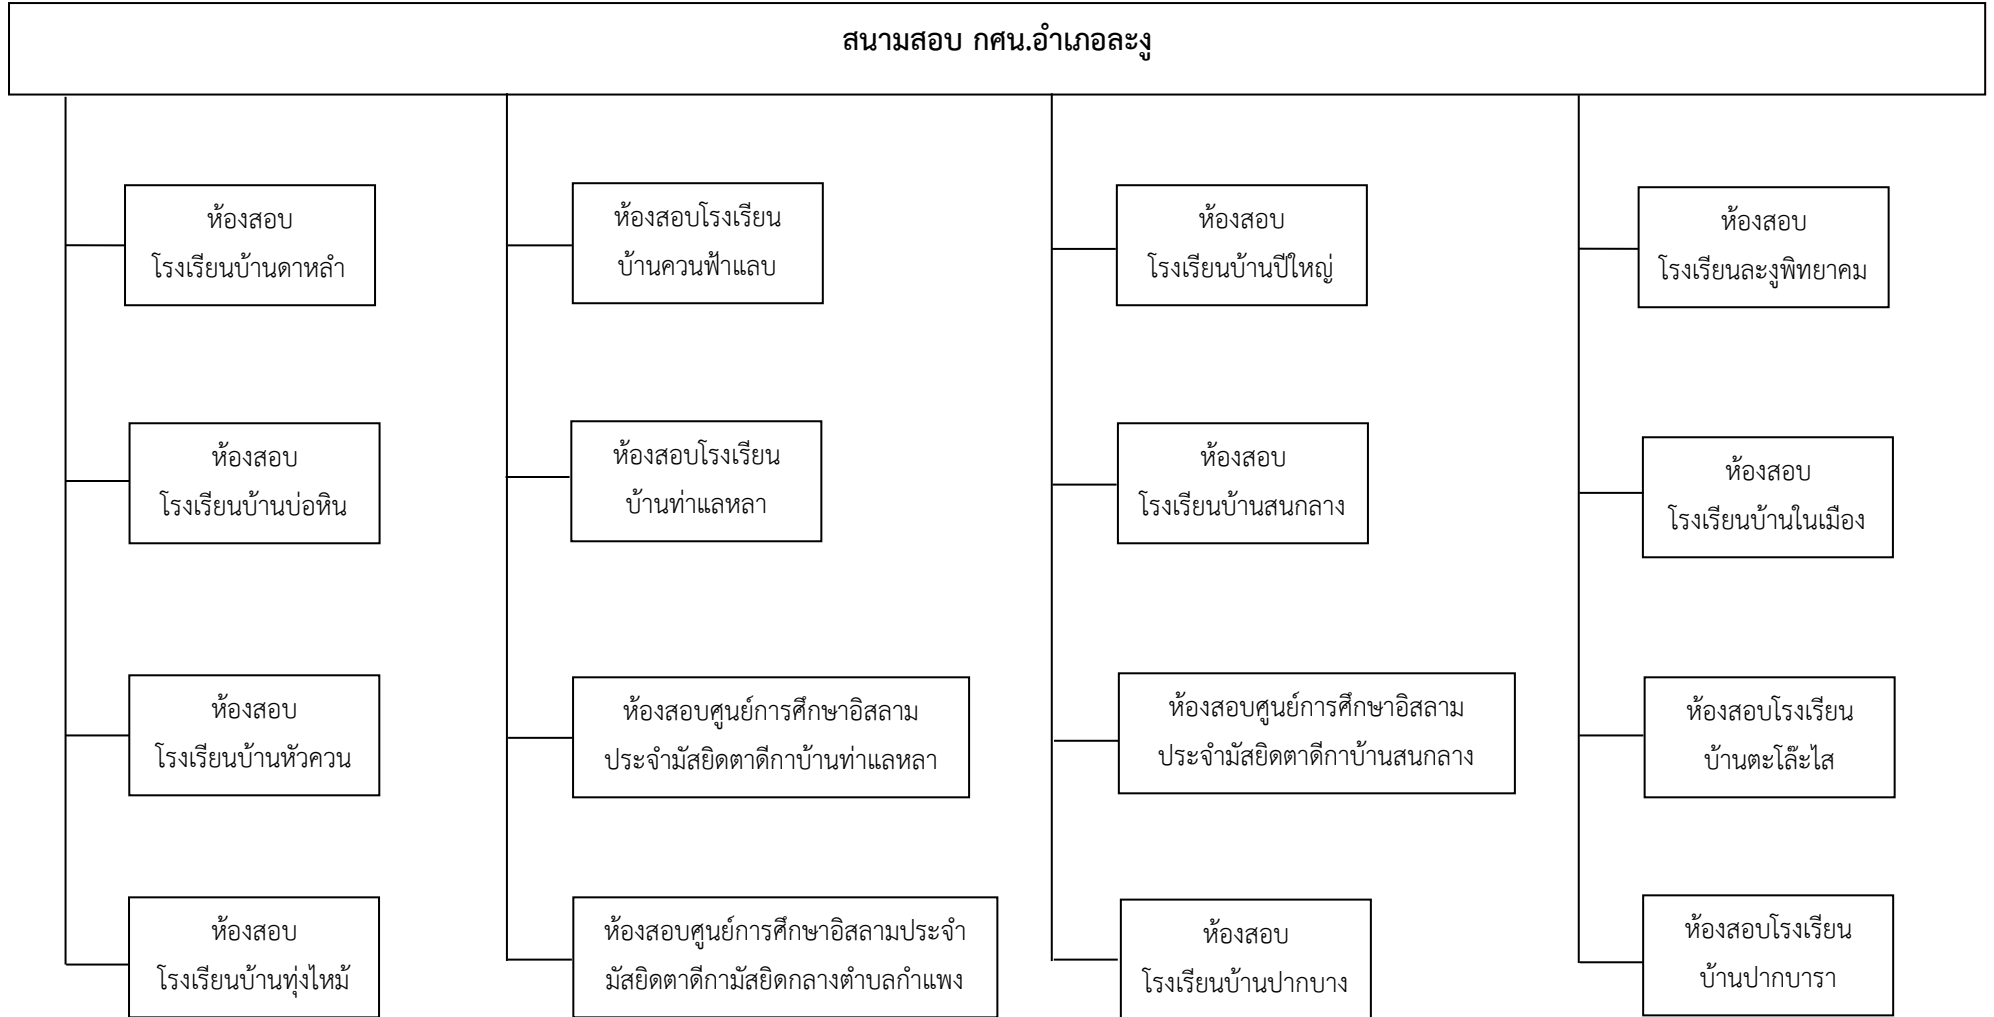 สนามสอบ กศน.อำเภอละงู
ห้องสอบ
โรงเรียนบ้านดาหลำ
ห้องสอบโรงเรียน
บ้านควนฟ้าแลบ
ห้องสอบ
โรงเรียนบ้านปีใหญ่
ห้องสอบ
โรงเรียนละงูพิทยาคม
ห้องสอบ
โรงเรียนบ้านบ่อหิน
ห้องสอบโรงเรียน
บ้านท่าแลหลา
ห้องสอบ
โรงเรียนบ้านสนกลาง
ห้องสอบ
โรงเรียนบ้านในเมือง
ห้องสอบ
โรงเรียนบ้านหัวควน
ห้องสอบศูนย์การศึกษาอิสลาม
ประจำมัสยิดตาดีกาบ้านท่าแลหลา
ห้องสอบศูนย์การศึกษาอิสลาม
ประจำมัสยิดตาดีกาบ้านสนกลาง
ห้องสอบโรงเรียน
บ้านตะโล๊ะใส
ห้องสอบ
โรงเรียนบ้านทุ่งไหม้
ห้องสอบศูนย์การศึกษาอิสลามประจำ
มัสยิดตาดีกามัสยิดกลางตำบลกำแพง
ห้องสอบ
โรงเรียนบ้านปากบาง
ห้องสอบโรงเรียน
บ้านปากบารา